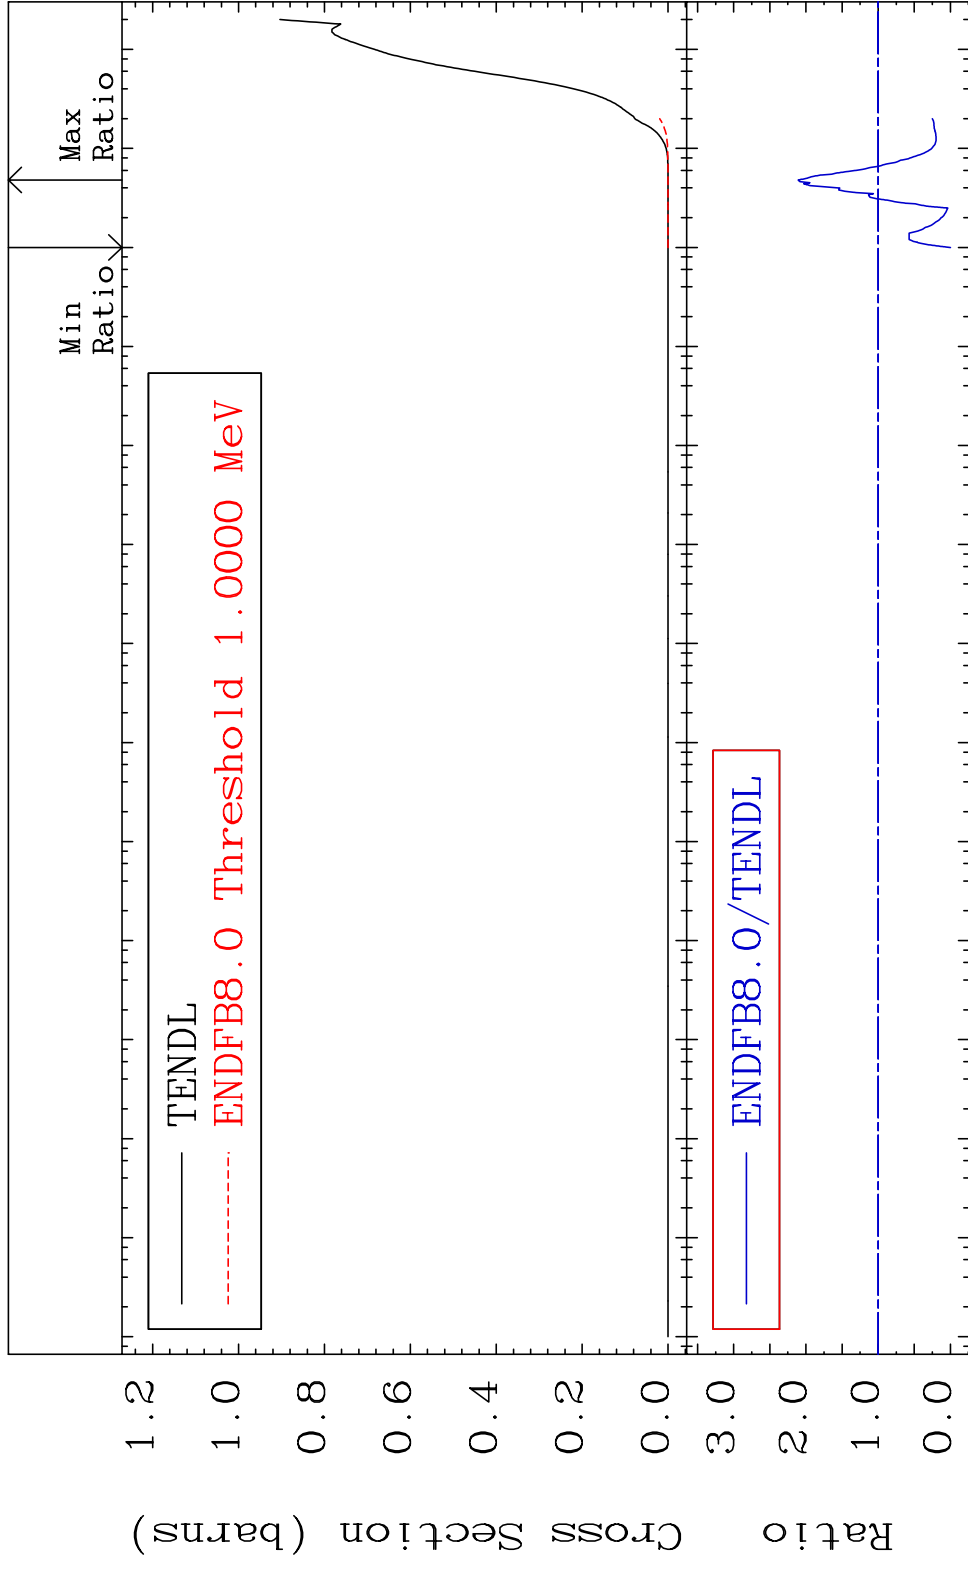 Min
Ratio
Max
Ratio
TENDL
ENDFB8.0 Threshold 1.0000 MeV
Cross Section (barns)
1.2
1.0
0.8
0.6
0.4
0.2
0.0
ENDFB8.0/TENDL
Ratio
3.0
2.0
1.0
0.0